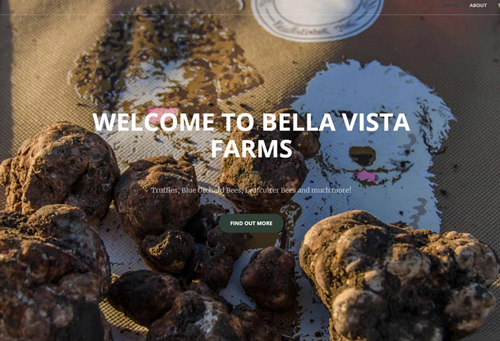 ABOUT
WELCOME TO BELLA VISTA
FARMS
Truffles, Blue Orchard Bees, Leafcutter Bees and much more!
FIND OUT MORE